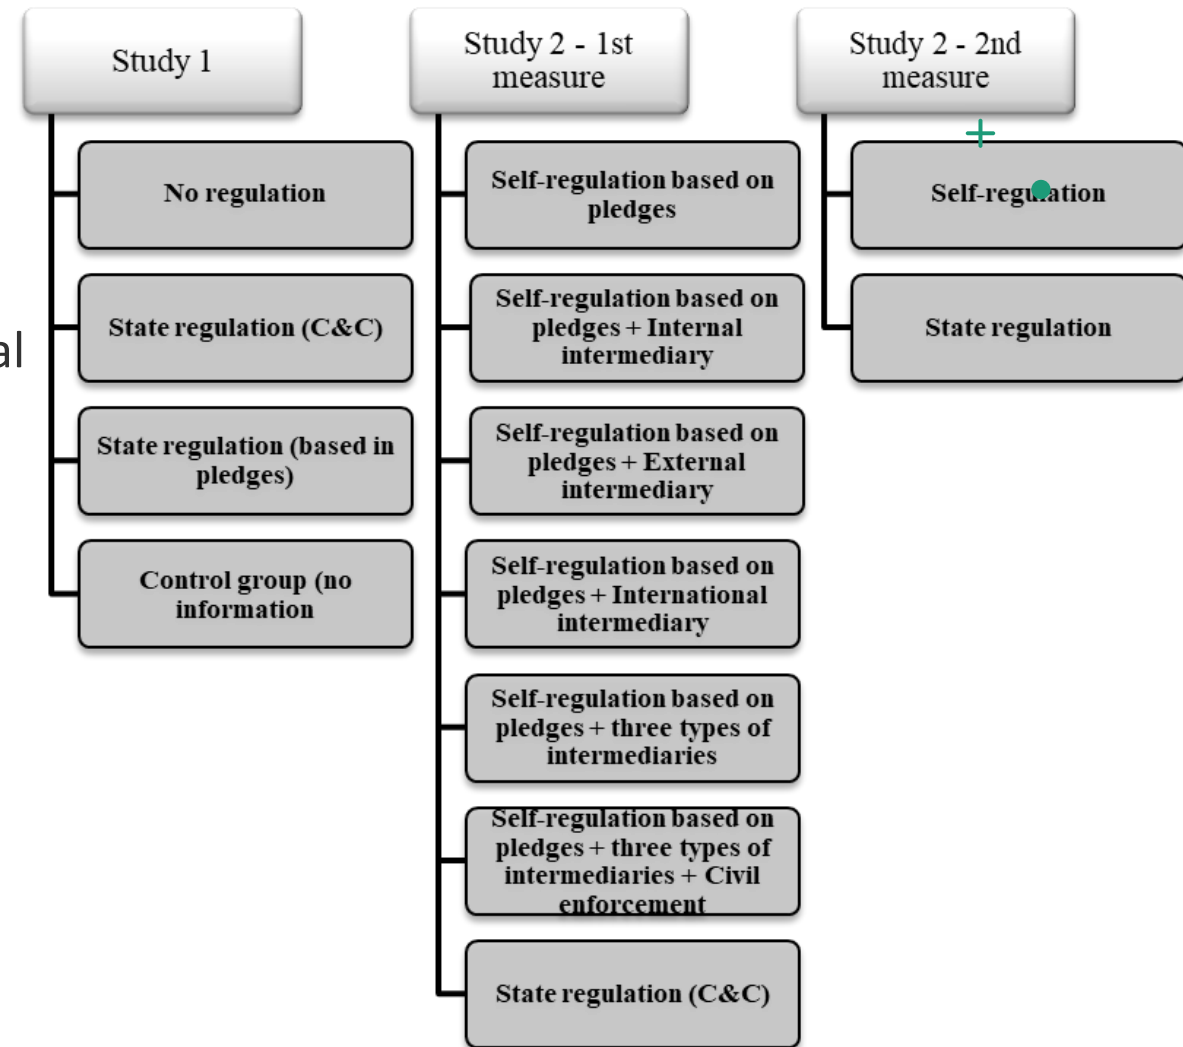 Study 1
No regulation
State regulation (C&C)
State regulation (based in
pledges)
Control group (no
information
Study 2 - 1st
measure
Self-regulation based on
pledges
Self-regulation based on
pledges + Internal
intermediary
Self-regulation based on
pledges + External
intermediary
Self-regulation based on
pledges + International
intermediary
Self-regulation based on
pledges + three types of
intermediaries
Self-regulation based on
pledges + three types of
intermediaries + Civil
enforcement
State regulation (C&C)
Study 2 - 2nd
measure
Self-regulation
State regulation